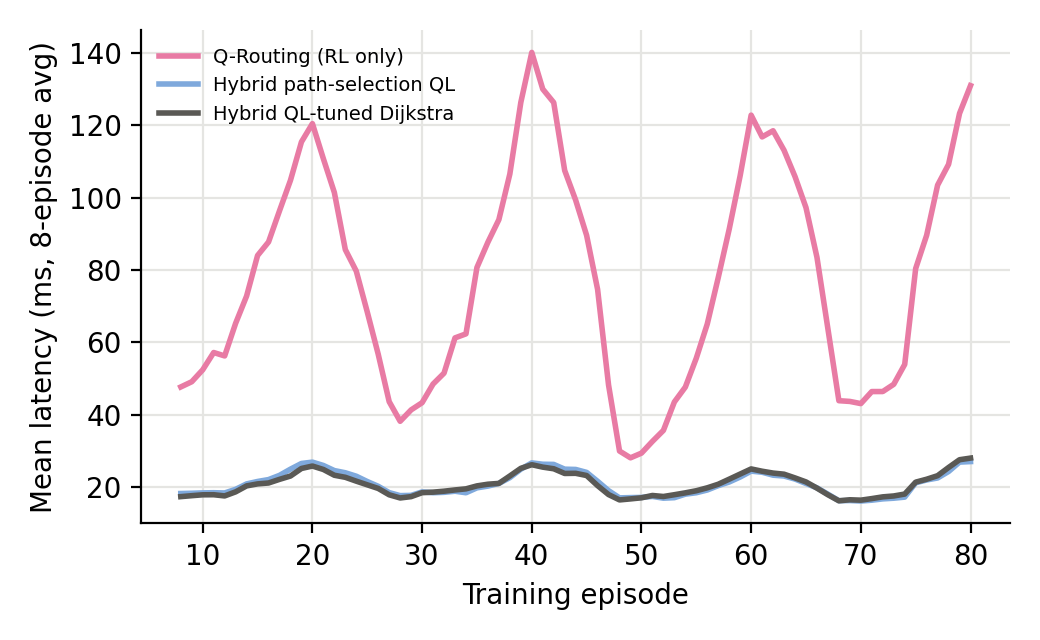 Mean latency (ms, 8-episode avg)
140
120
100
80
60
40
20
Q-Routing (RL only)
Hybrid path-selection QL
Hybrid QL-tuned Dijkstra
10 20 30 40 50 60 70 80
Training episode